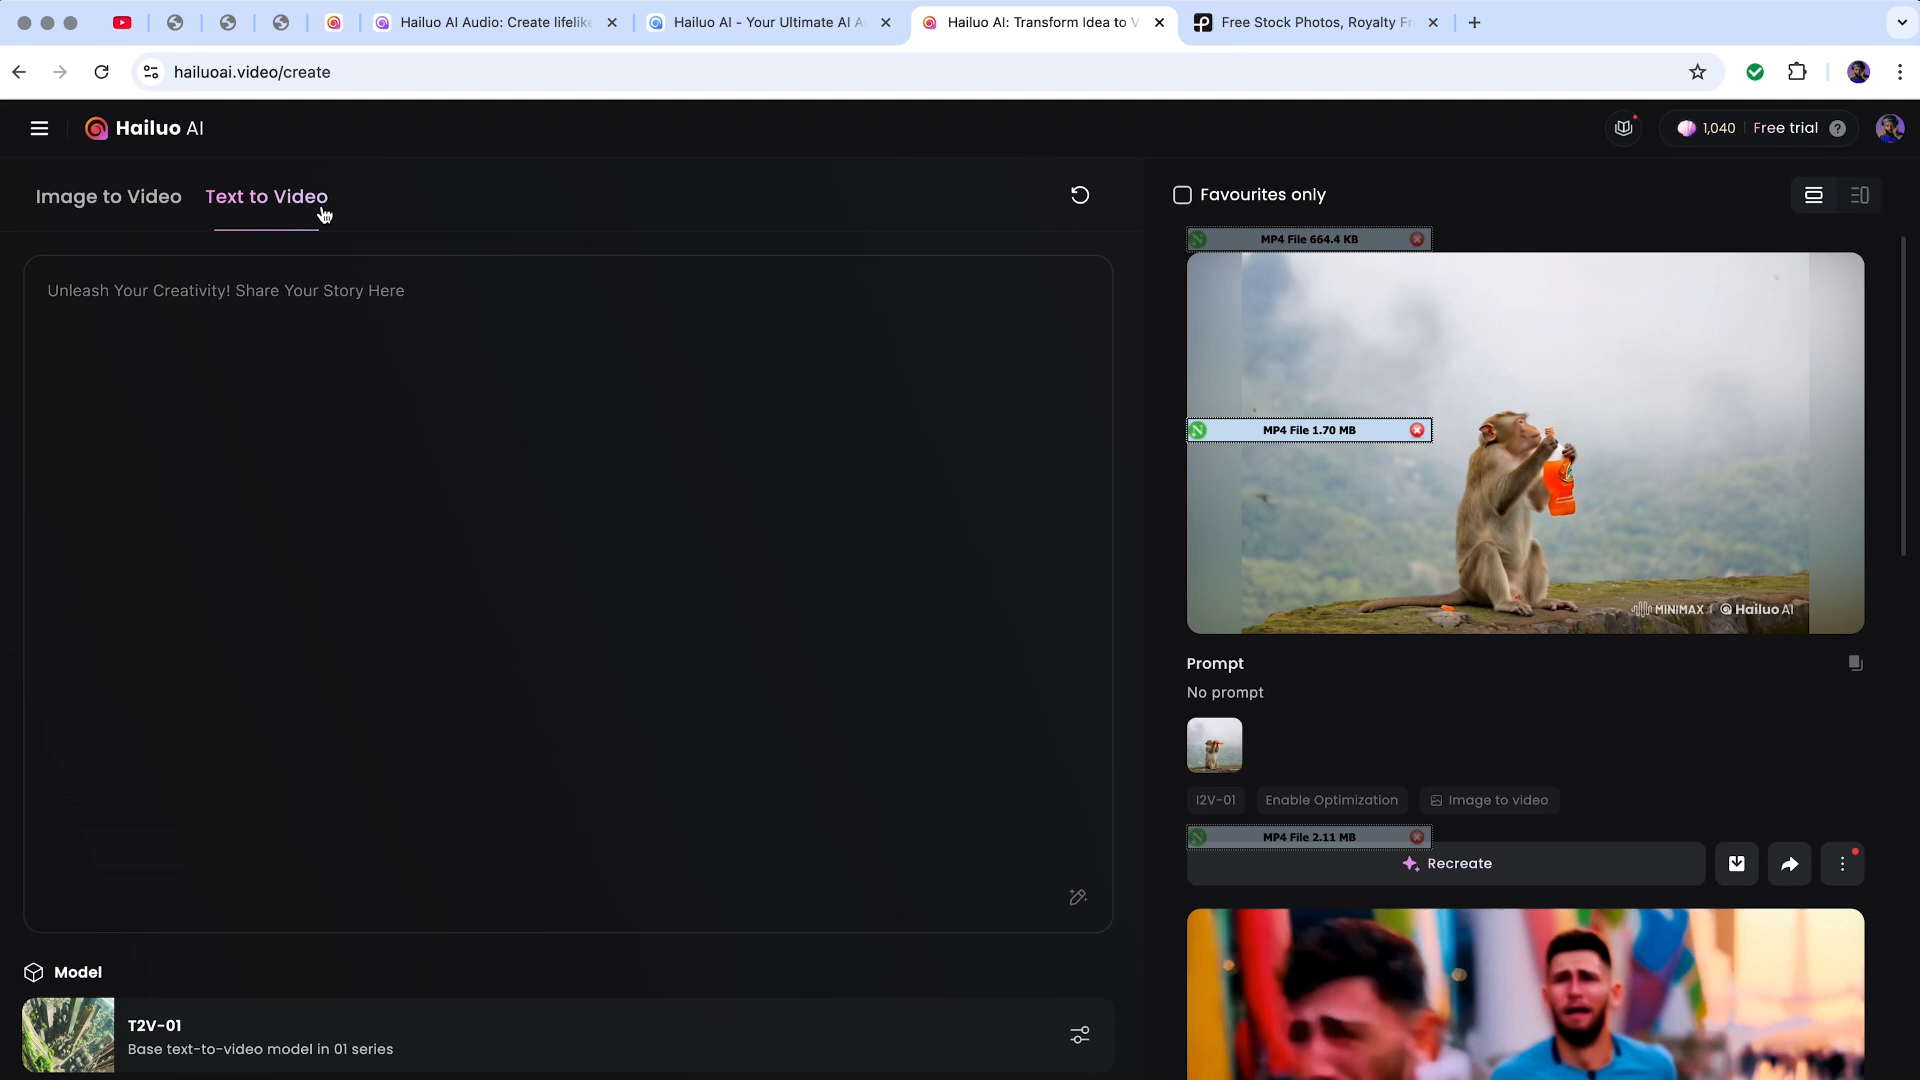 Hailuo AI Audio: Create lifelike
Hailuo AI - Your Ultimate AI A
Hailuo AI: Transform Idea to V
Free Stock Photos, Royalty Fr
hailuoai.video/create
Hailuo AI
1,040
Free trial
Image to Video
Text to Video
Favourites only
MP4 File 664.4 KB
Unleash Your Creativity! Share Your Story Here
MP4 File 1.70 MB
MINIMAX | Hailuo AI
Prompt
No prompt
I2V-01
Enable Optimization
Image to video
MP4 File 2.11 MB
Recreate
Model
T2V-01
Base text-to-video model in 01 series